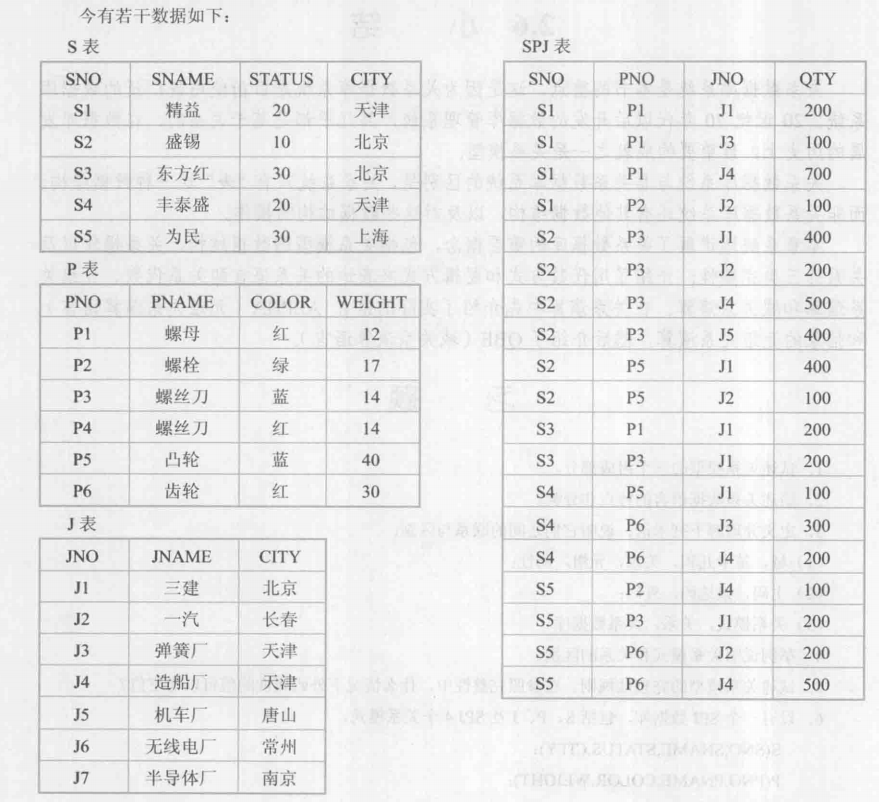 今有若干数据如下:
S 表
SNO SNAME STATUS CITY
S1 精益 20 天津
S2 盛锡 10 北京
S3 东方红 30 北京
S4 丰泰盛 20 天津
S5 为民 30 上海
P 表
PNO PNAME COLOR WEIGHT
P1 螺母 红 12
P2 螺栓 绿 17
P3 螺丝刀 蓝 14
P4 螺丝刀 红 14
P5 凸轮 蓝 40
P6 齿轮 红 30
J 表
JNO JNAME CITY
J1 三建 北京
J2 一汽 长春
J3 弹簧厂 天津
J4 造船厂 天津
J5 机车厂 唐山
J6 无线电厂 常州
J7 半导体厂 南京
SPJ 表
SNO PNO JNO QTY
S1 P1 J1 200
S1 P1 J3 100
S1 P1 J4 700
S1 P2 J2 100
S2 P3 J1 400
S2 P3 J2 200
S2 P3 J4 500
S2 P3 J5 400
S2 P5 J1 400
S2 P5 J2 100
S3 P1 J1 200
S3 P3 J1 200
S4 P5 J1 100
S4 P6 J3 300
S4 P6 J4 200
S5 P2 J4 100
S5 P3 J1 200
S5 P6 J2 200
S5 P6 J4 500